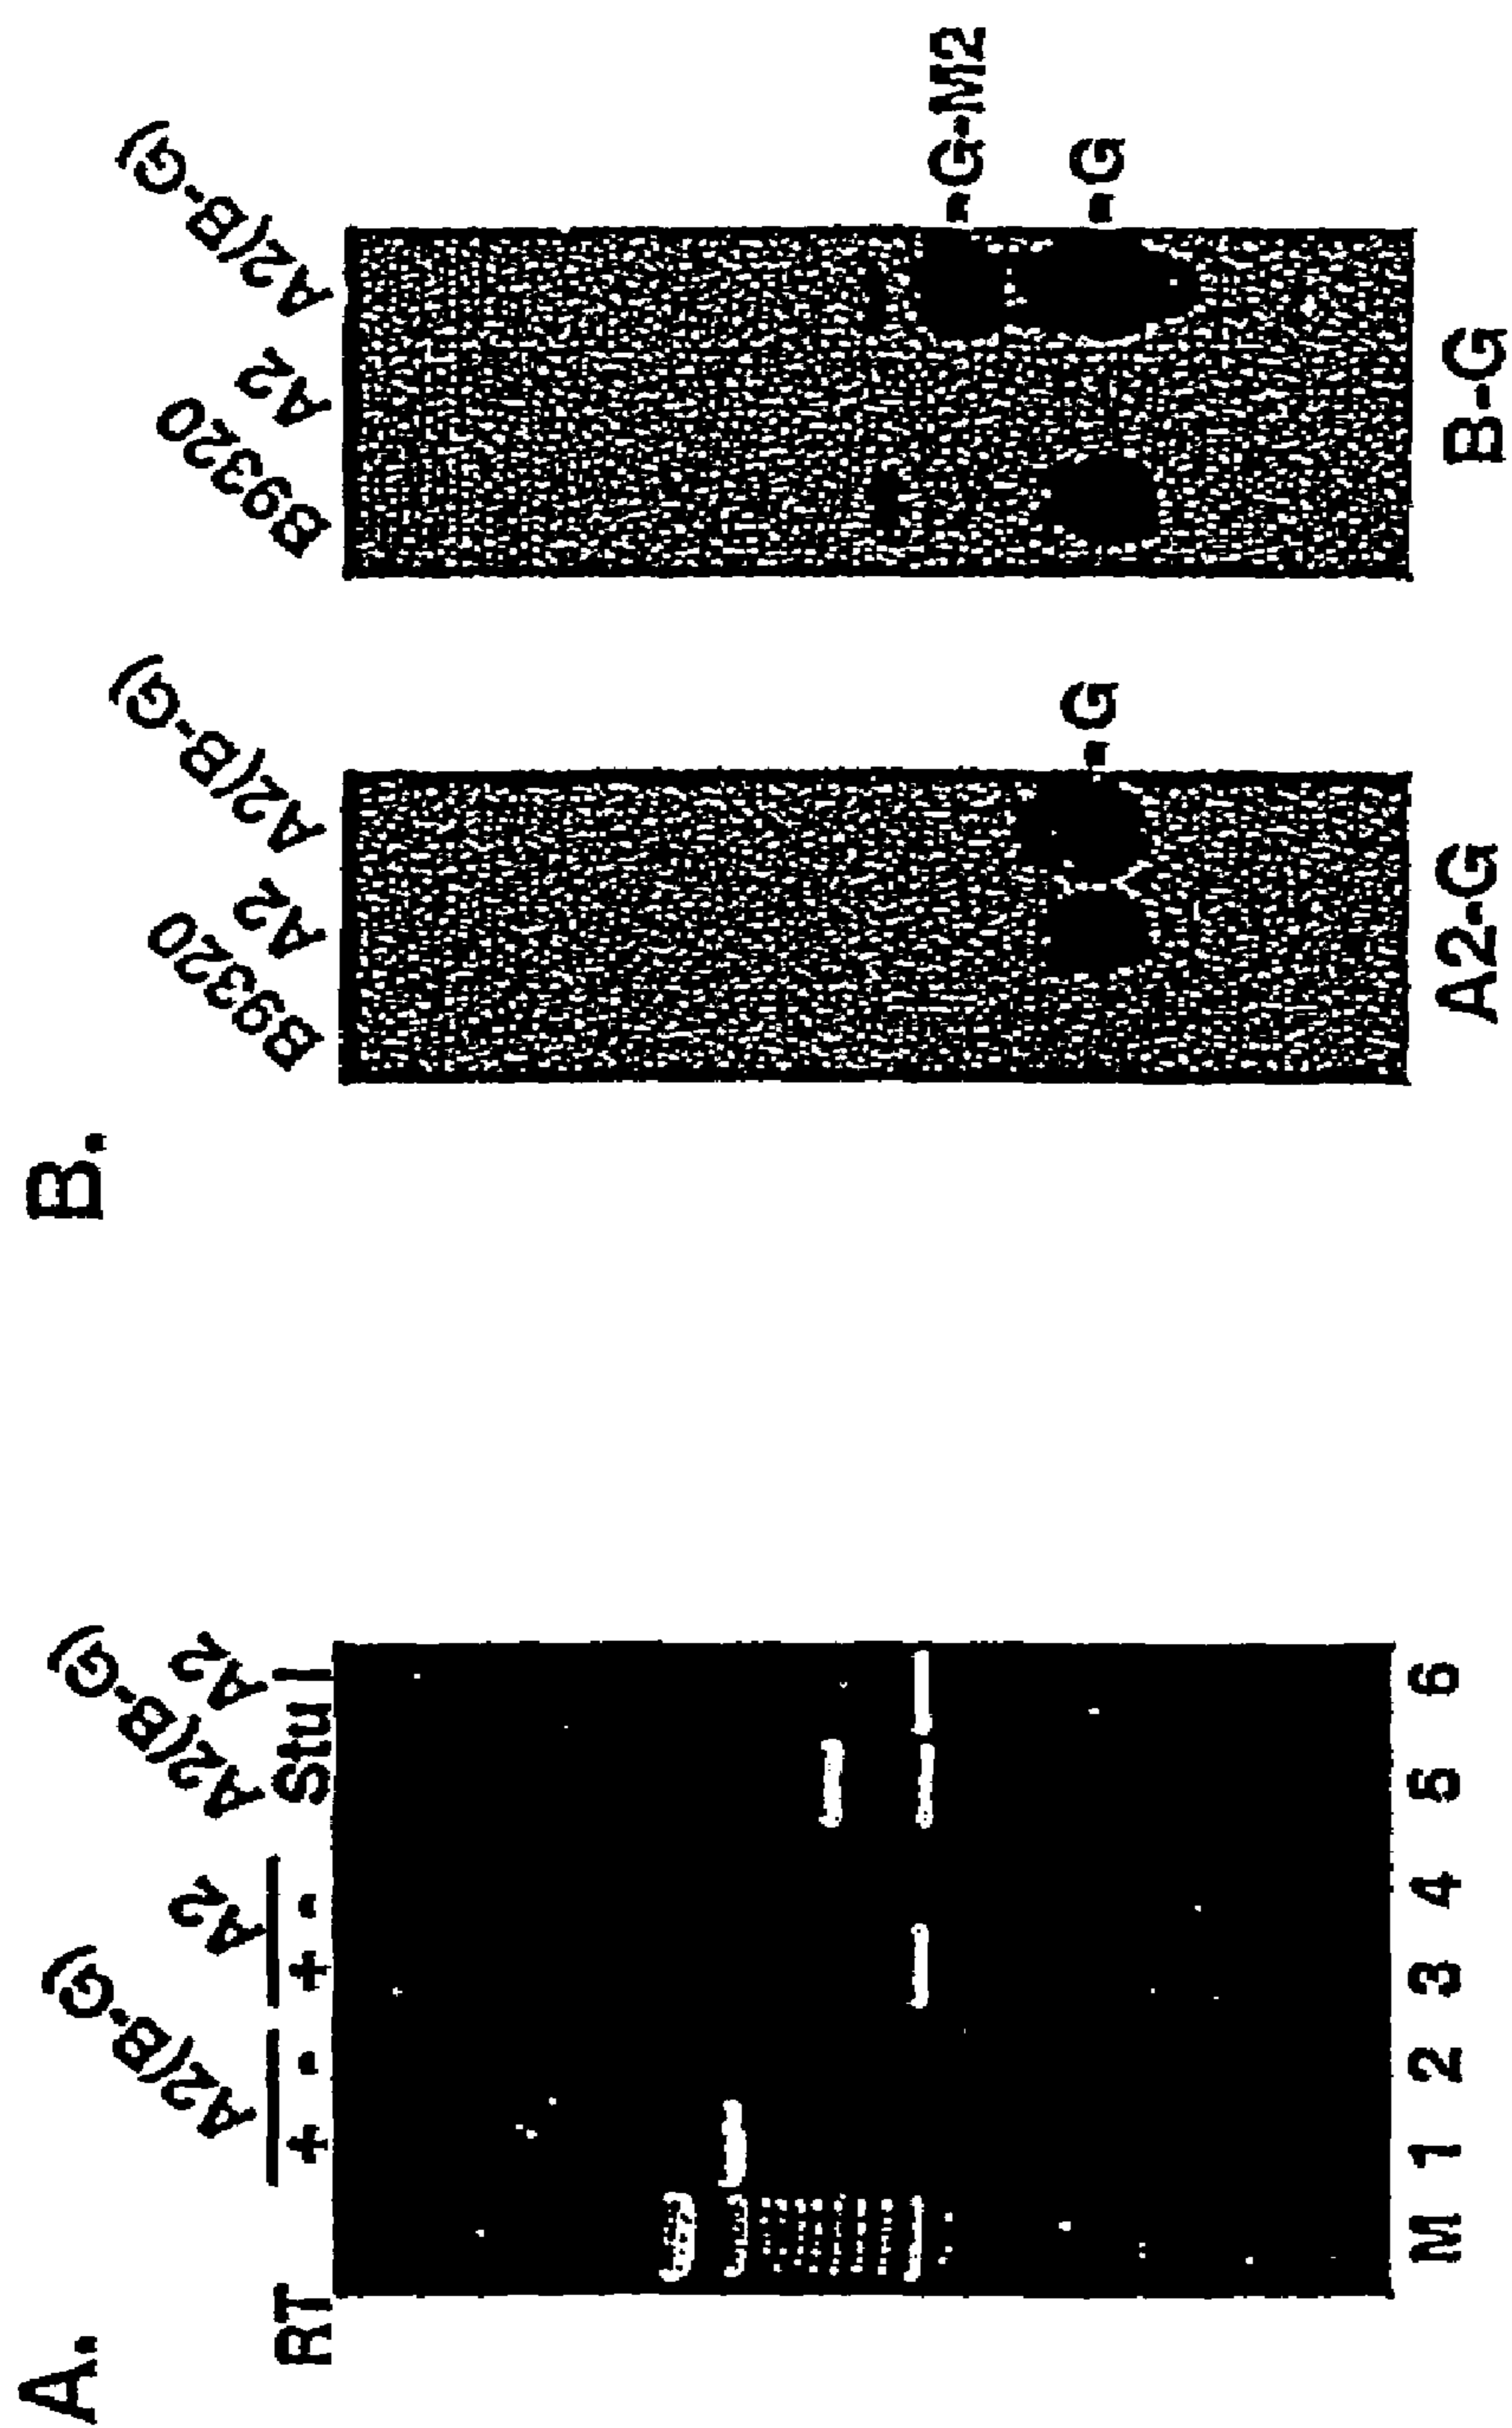 A.
A2(B-G)
A2
A2(B-G)
A2
RT
+ - + - Stu I
M 1 2 3 4 5 6
B.
B9320
A2
A2(B-G)
-G
A2-G
B9320
A2
A2(B-G)
-G-M2
-G
B-G